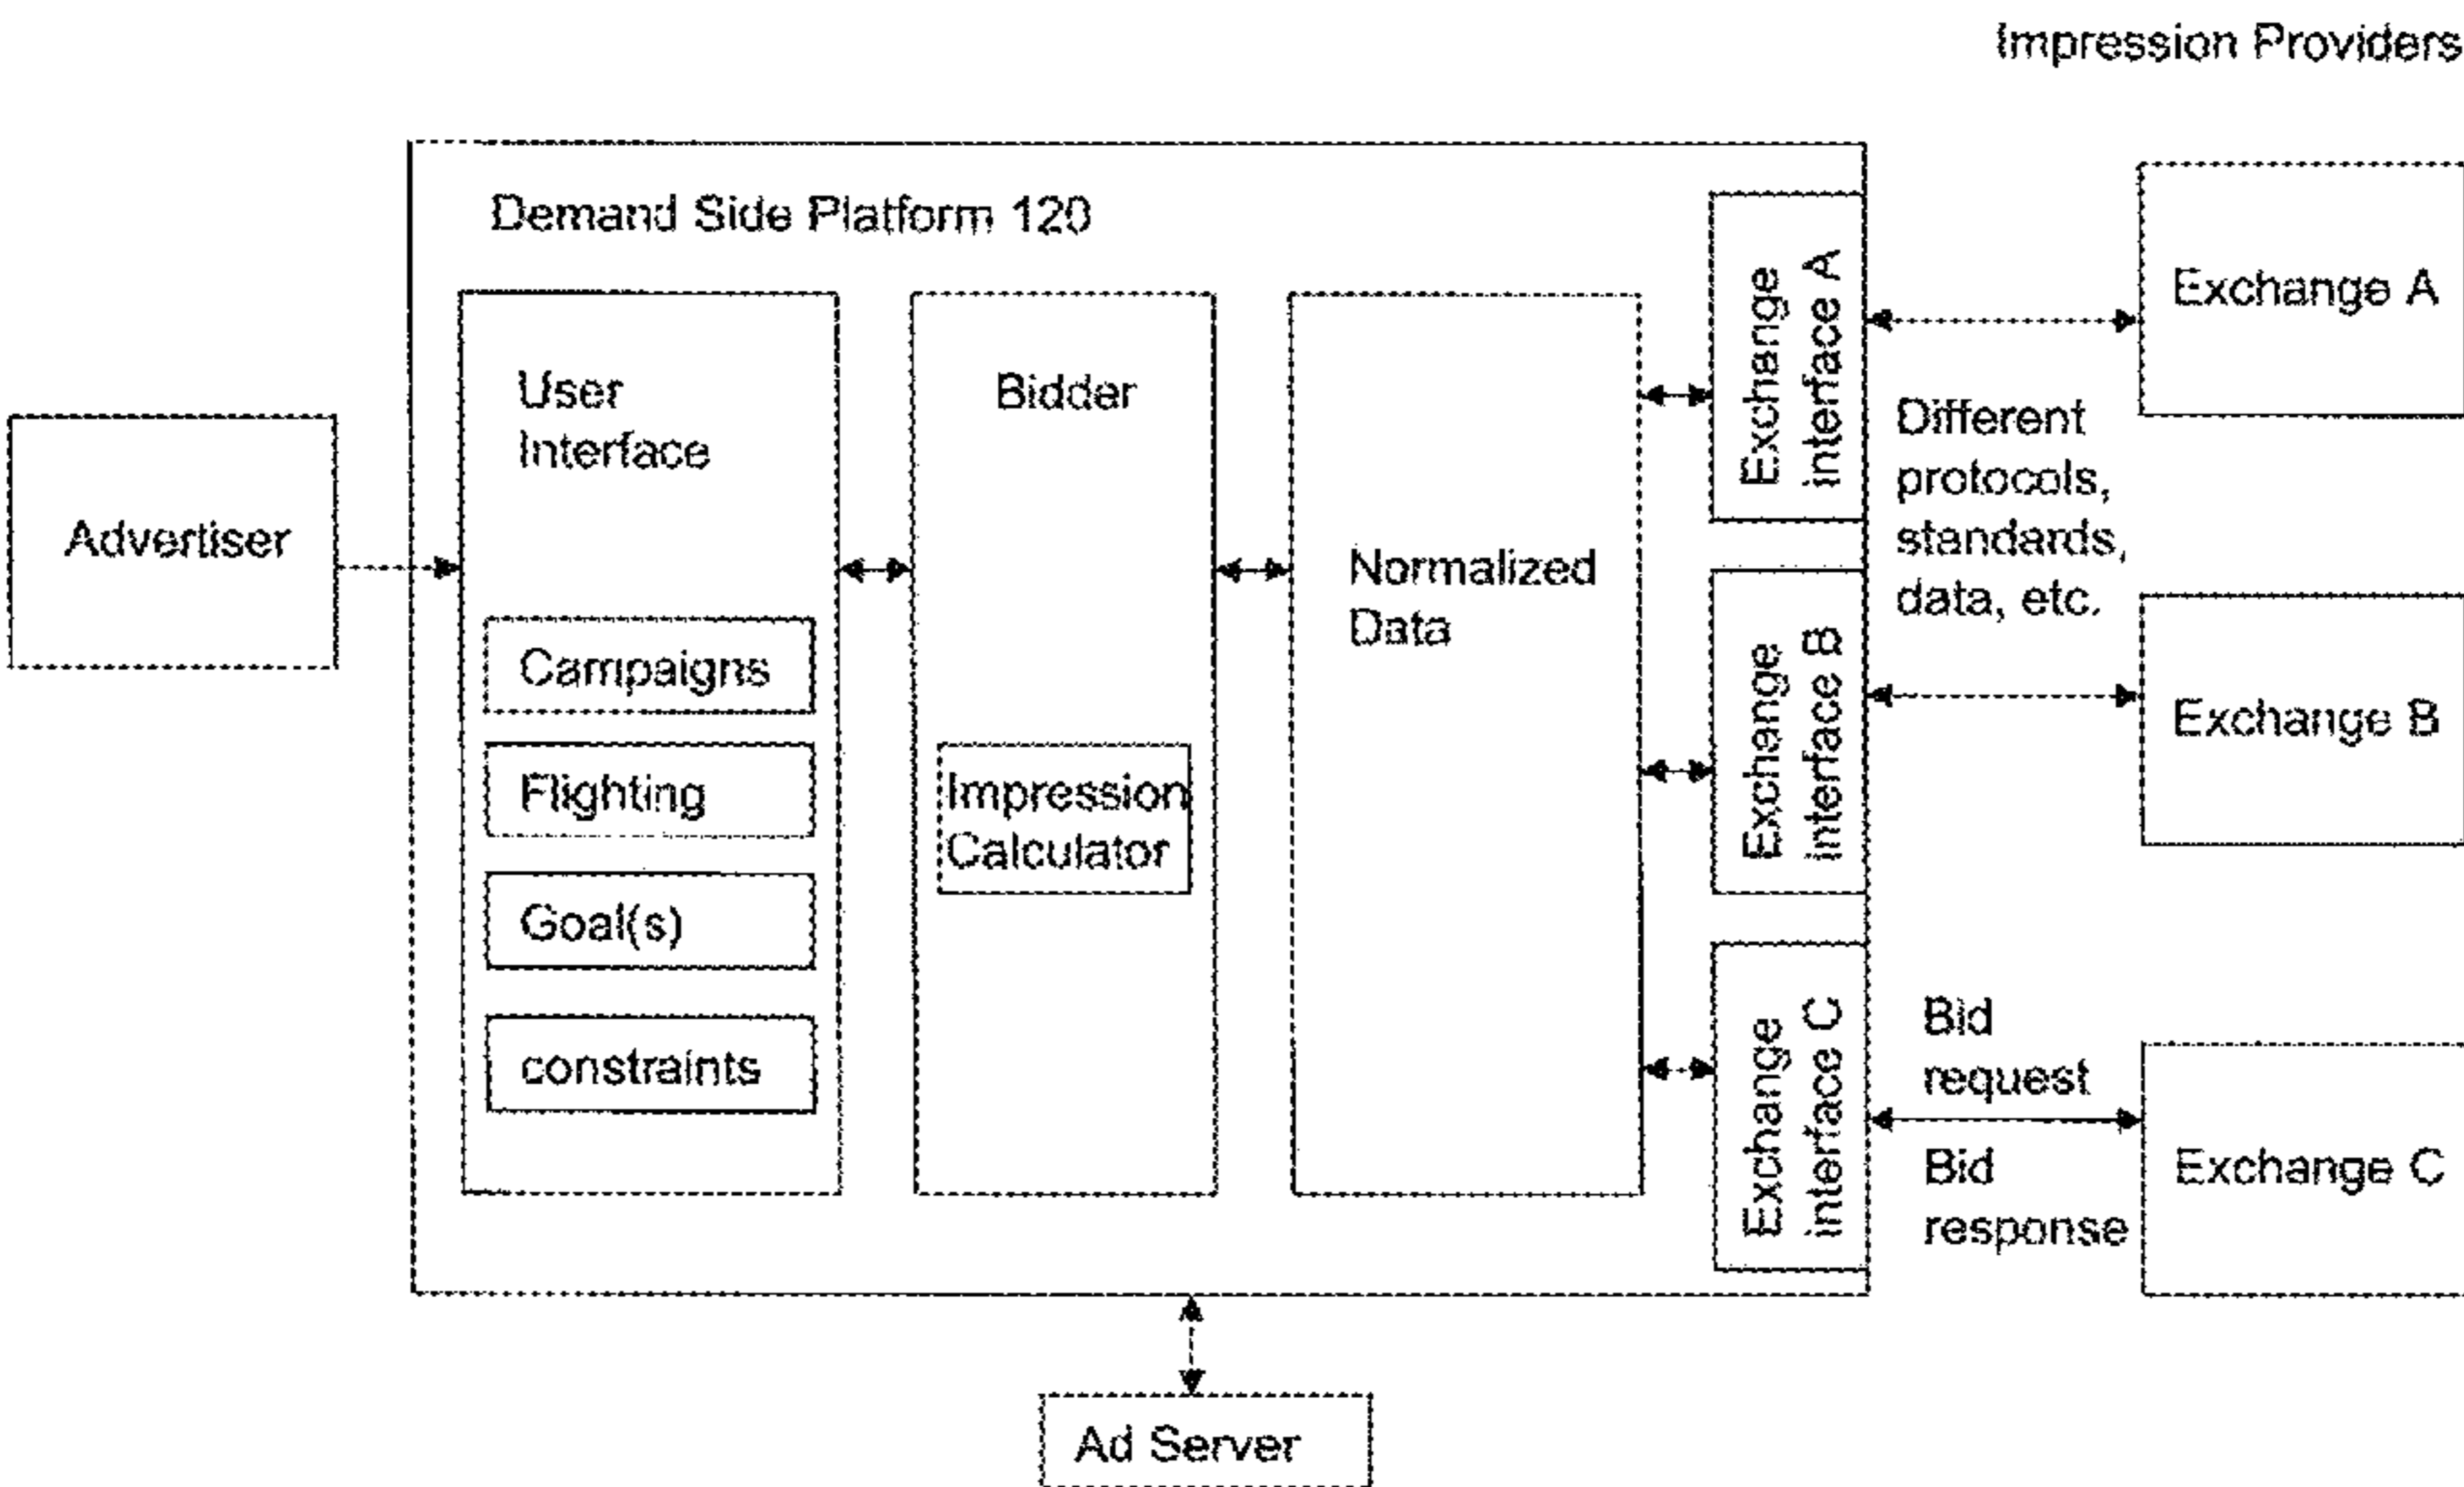 Impression Providers
Demand Side Platform 120
Advertiser
User
Interface
Campaigns
Flighting
Goal(s)
constraints
Bidder
Impression
Calculator
Normalized
Data
Exchange
interface A
Exchange
interface B
Exchange
interface C
Different
protocols,
standards,
data, etc.
Bid
request
Bid
response
Exchange A
Exchange B
Exchange C
Ad Server